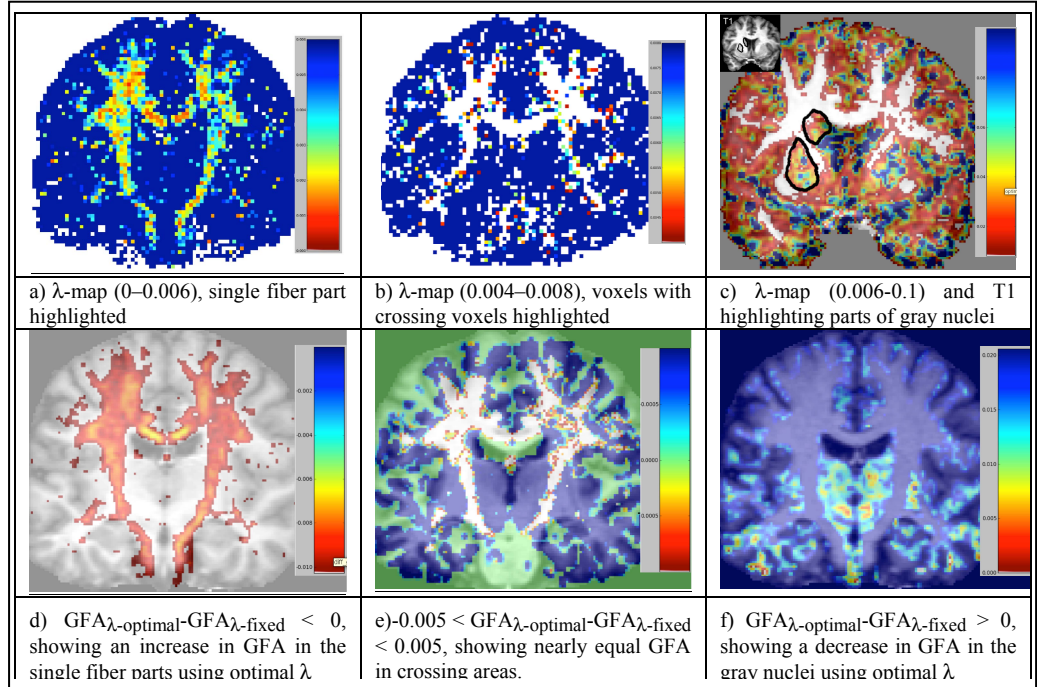 T1
a) λ-map (0–0.006), single fiber part
highlighted
b) λ-map (0.004–0.008), voxels with
crossing voxels highlighted
c) λ-map (0.006-0.1) and T1
highlighting parts of gray nuclei
-0.002
-0.004
-0.006
-0.008
-0.010
0.0005
0.0000
0.0005
0.020
0.015
0.010
0.005
0.000
d) GFAλ-optimal-GFAλ-fixed < 0,
showing an increase in GFA in the
single fiber parts using optimal λ
e)-0.005 < GFAλ-optimal-GFAλ-fixed
< 0.005, showing nearly equal GFA
in crossing areas.
f) GFAλ-optimal-GFAλ-fixed > 0,
showing a decrease in GFA in the
gray nuclei using optimal λ